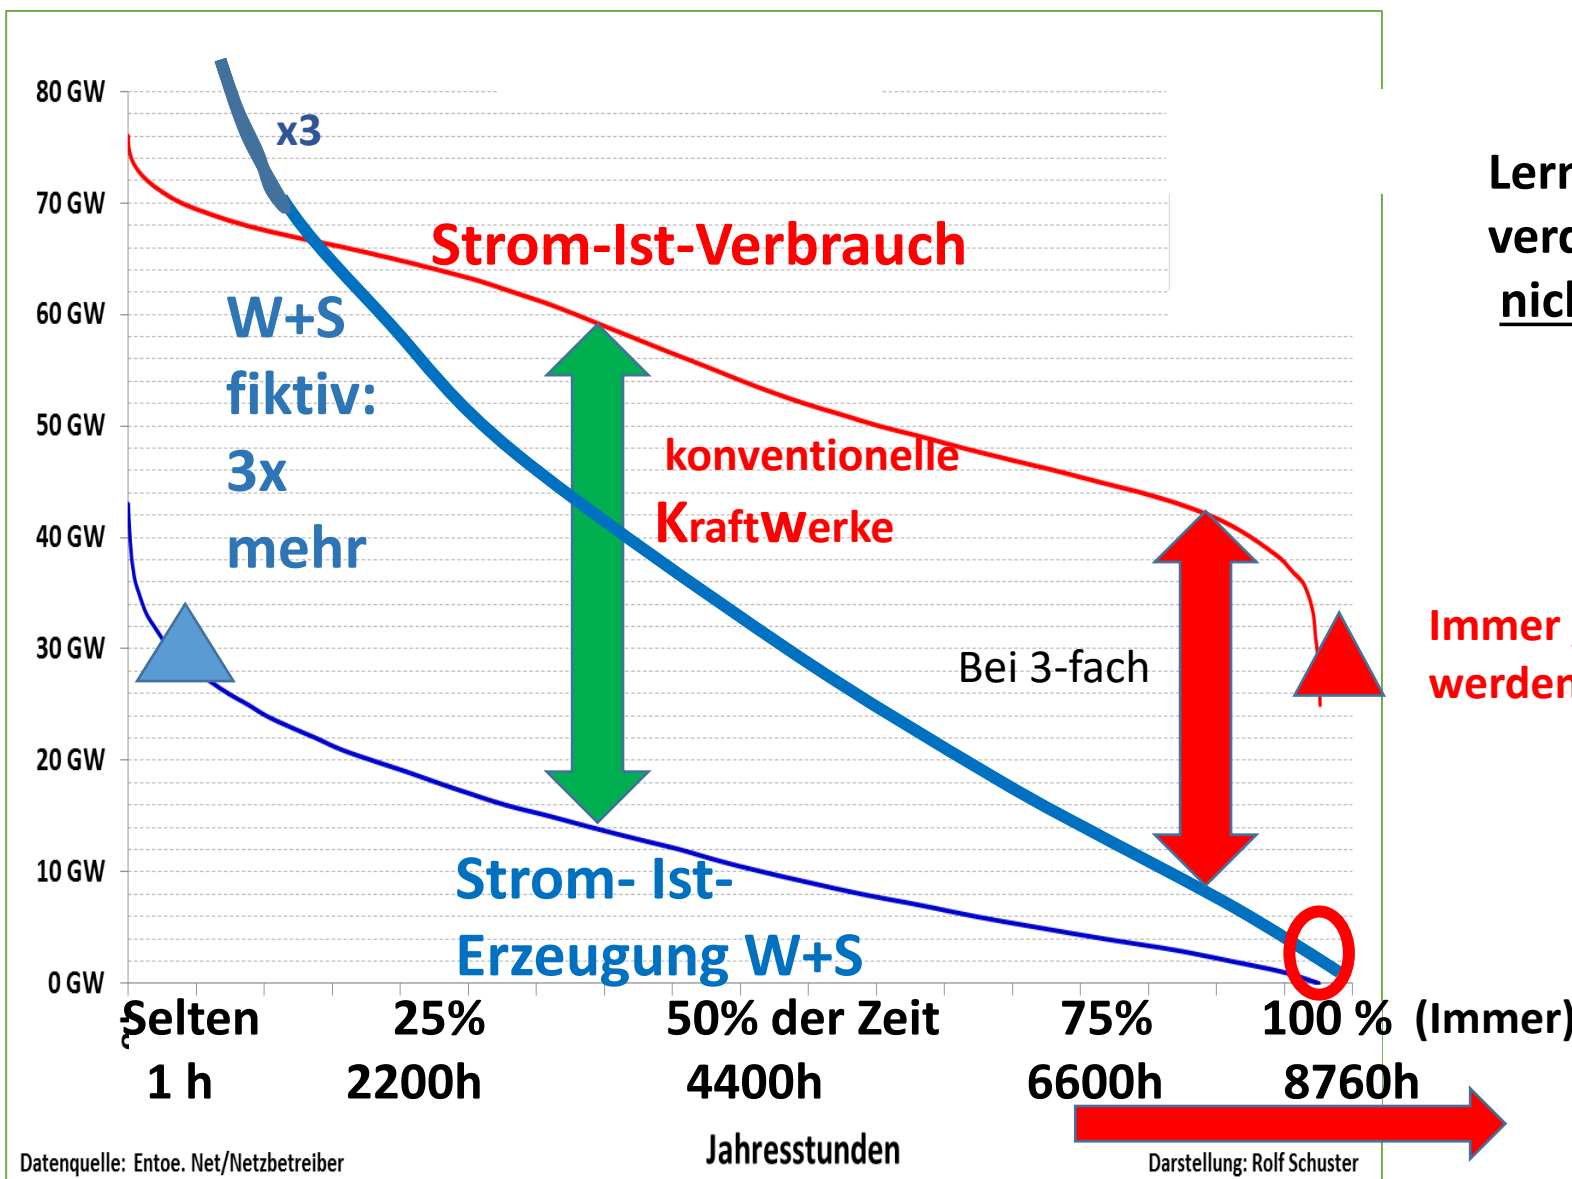 80 GW
70 GW
60 GW
50 GW
40 GW
30 GW
20 GW
10 GW
0 GW
x3
Strom-Ist-Verbrauch
W+S
fiktiv:
3x
mehr
konventionelle
Kraftwerke
Bei 3-fach
Strom- Ist-
Erzeugung W+S
Immer
werden
Selten 25% 50% der Zeit 75% 100 % (Immer)
1 h 2200h 4400h 6600h 8760h
Jahresstunden
Datenquelle: Entoe. Net/Netzbetreiber
Darstellung: Rolf Schuster